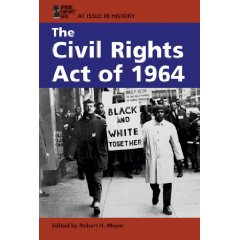 AT ISSUE IN HISTORY
The
Civil Rights
Act of 1964
BLACK
AND
WHITE
TOGETHER
Edited by Robert H. Mayer